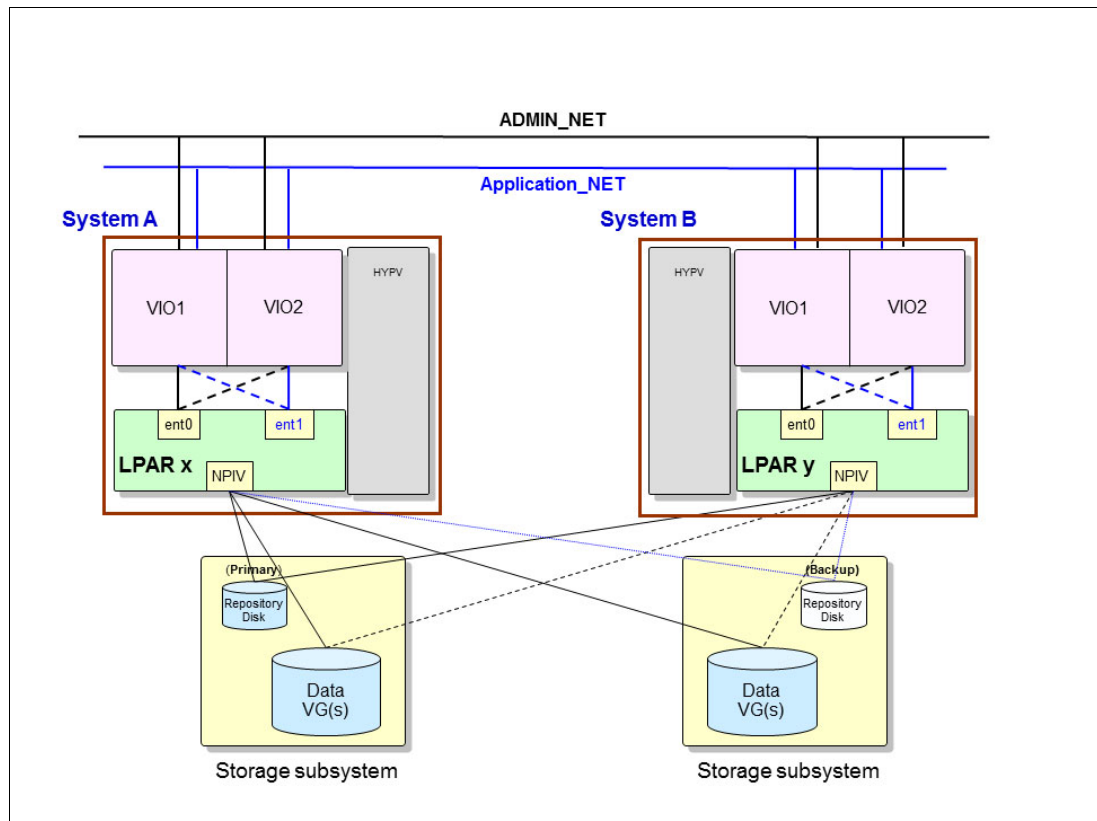 ADMIN_NET
Application_NET
System A
System B
HYPV
VIO1
VIO2
HYPV
VIO1
VIO2
ent0
ent1
LPAR x
NPIV
ent0
ent1
LPAR y
NPIV
(Primary)
Repository
Disk
Data
VG(s)
(Backup)
Repository
Disk
Data
VG(s)
Storage subsystem
Storage subsystem